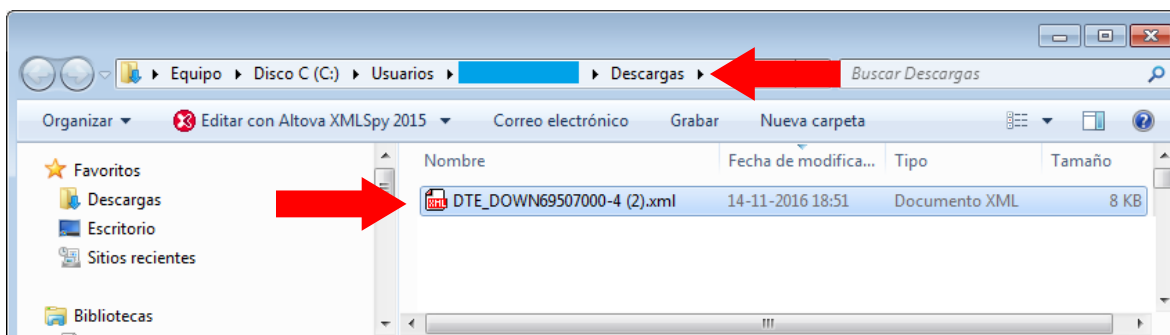 Equipo Disco C (C:) Usuarios Descargas Buscar Descargas
Organizar Editar con Altova XMLSpy 2015 Correo electrónico Grabar Nueva carpeta
Favoritos
Descargas
Escritorio
Sitios recientes
Bibliotecas
Nombre Fecha de modifica... Tipo Tamaño
DTE_DOWN69507000-4 (2).xml 14-11-2016 18:51 Documento XML 8 KB